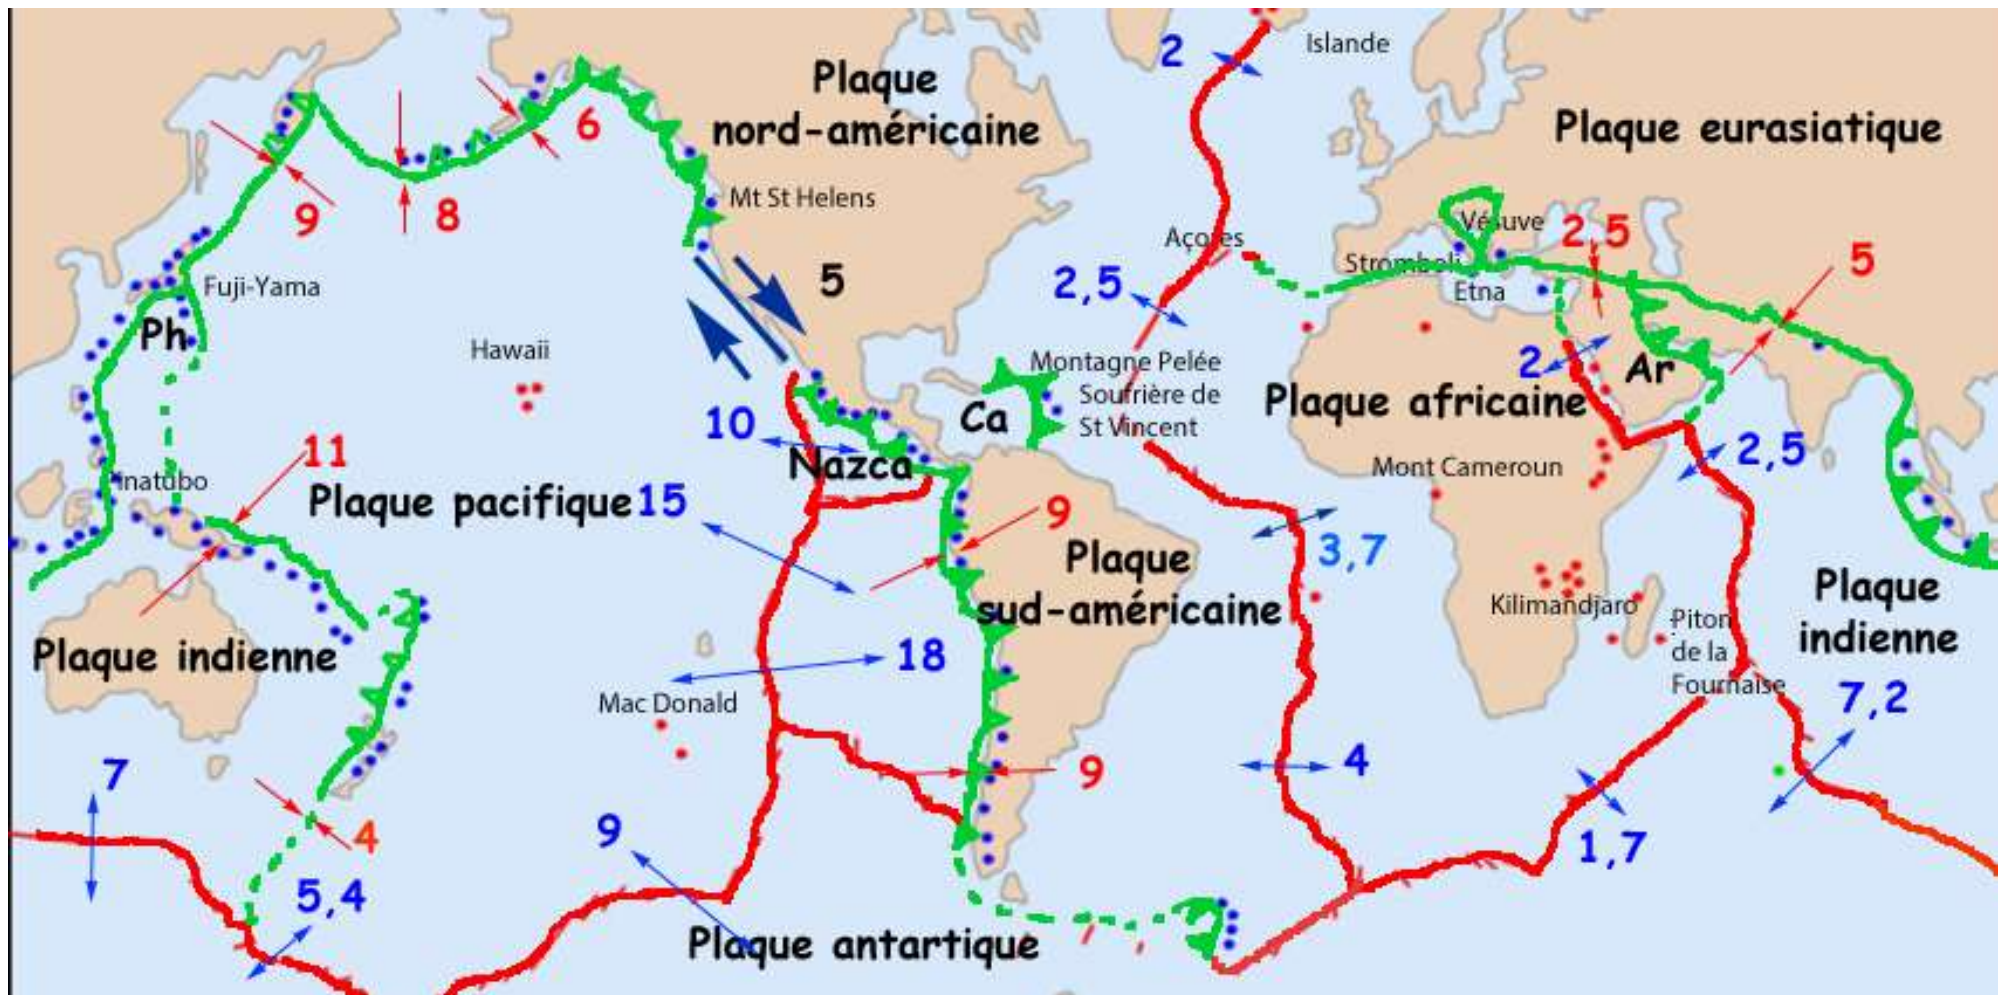 Islande
2
Plaque
nord-américaine
Plaque eurasiatique
6
Mt St Helens
9
8
Açores
Vésuve
2,5
Stromboli
Etna
5
Fuji-Yama
5
2,5
Ph
Hawaii
Montagne Pelée
Soufrière de
St Vincent
2
Ar
Ca
Plaque africaine
10
11
Nazca
2,5
Mont Cameroun
inatubo
Plaque pacifique
15
9
3,7
Plaque
sud-américaine
Kilimandjaro
Piton
de la
Fournaise
Plaque
indienne
Plaque indienne
18
Mac Donald
7,2
7
9
4
4
9
1,7
5,4
Plaque antartique